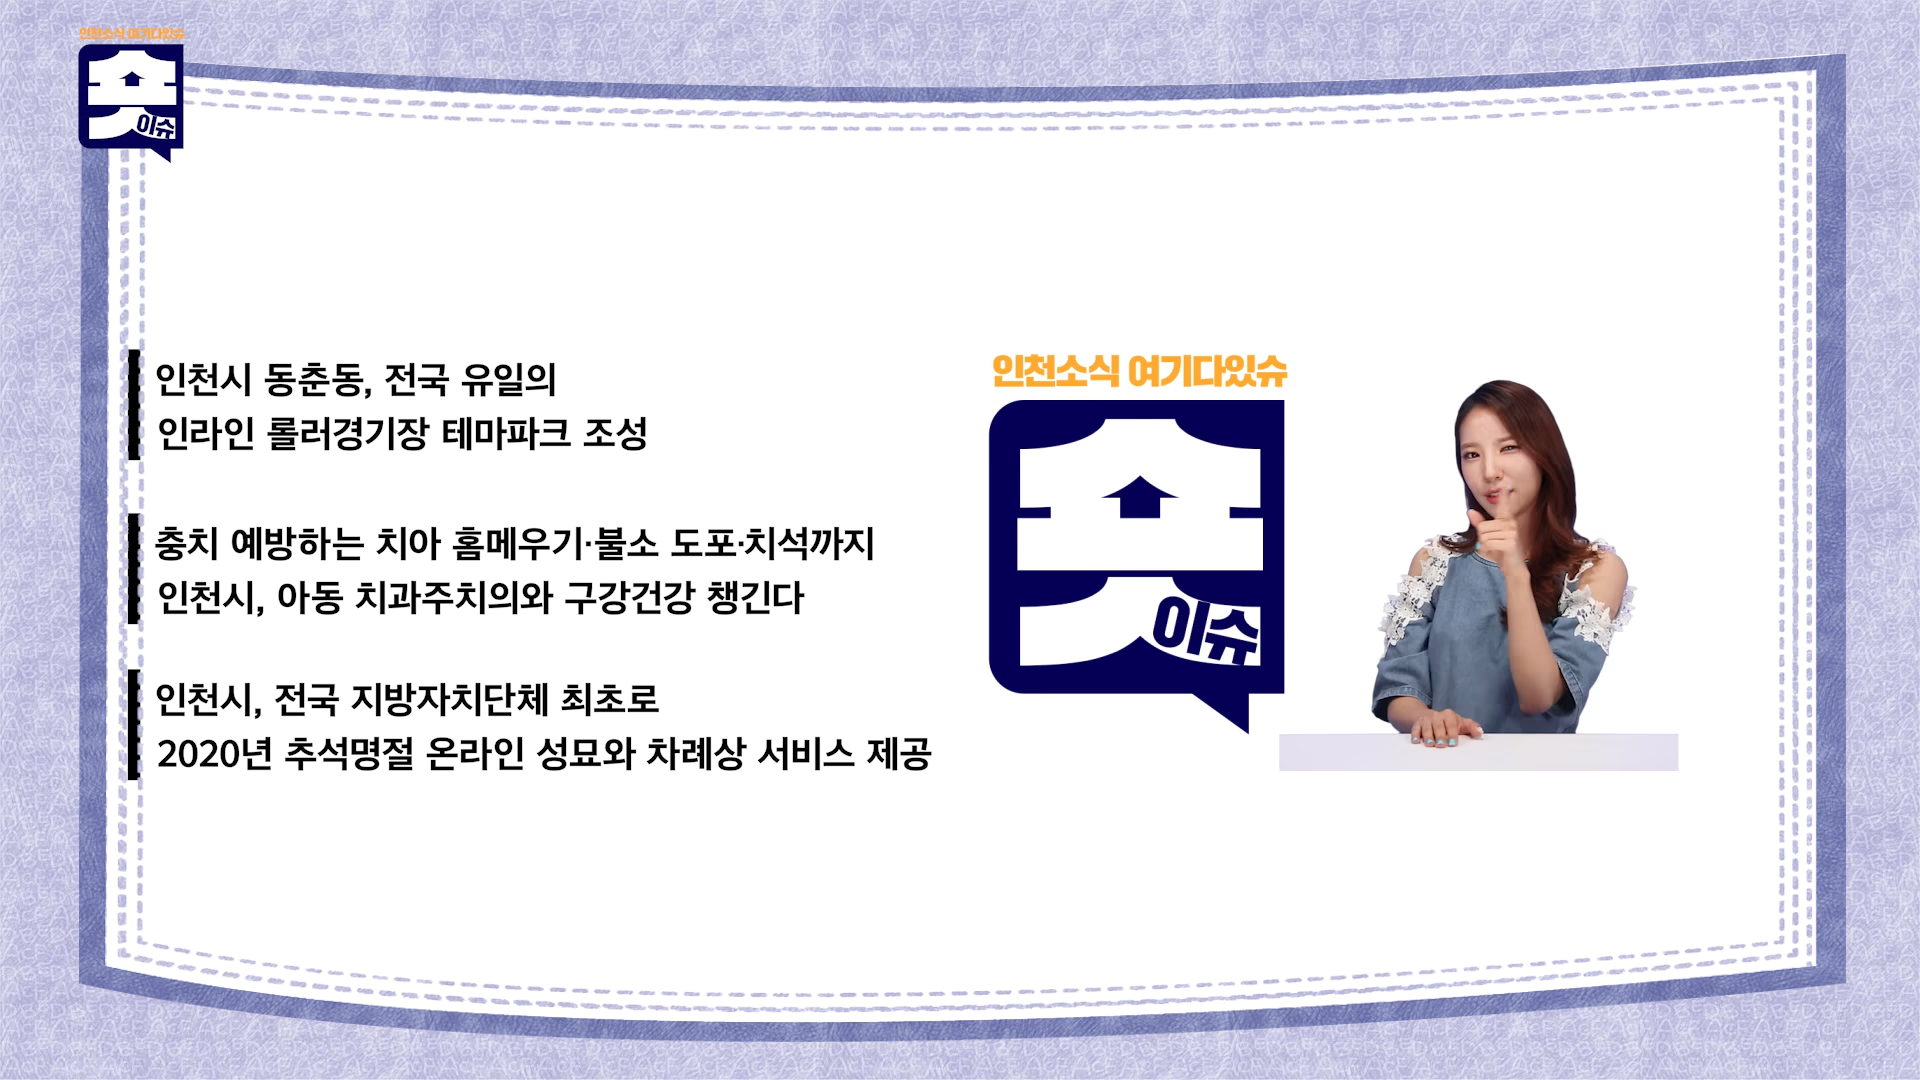 인천소식 여기다있슈
이슈
인천시 동춘동, 전국 유일의
인라인 롤러경기장 테마파크 조성
충치 예방하는 치아 홈메우기·불소 도포·치석까지
인천시, 아동 치과주치의와 구강건강 챙긴다
인천시, 전국 지방자치단체 최초로
2020년 추석명절 온라인 성묘와 차례상 서비스 제공
인천소식 여기다있슈
이슈